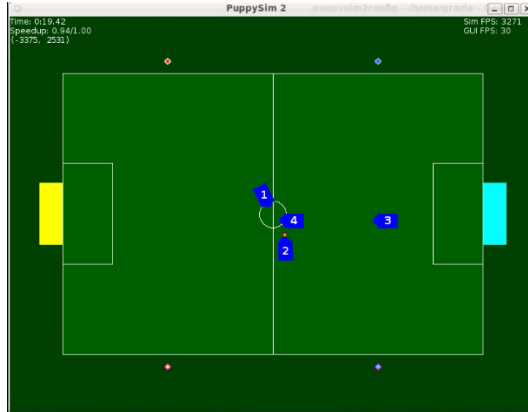 PuppySim 2
Time: 0:19.42
Speedup: 0.94/1.00
(-3375, 2531)
Sim FPS: 3271
GUI FPS: 30
1
4
3
2